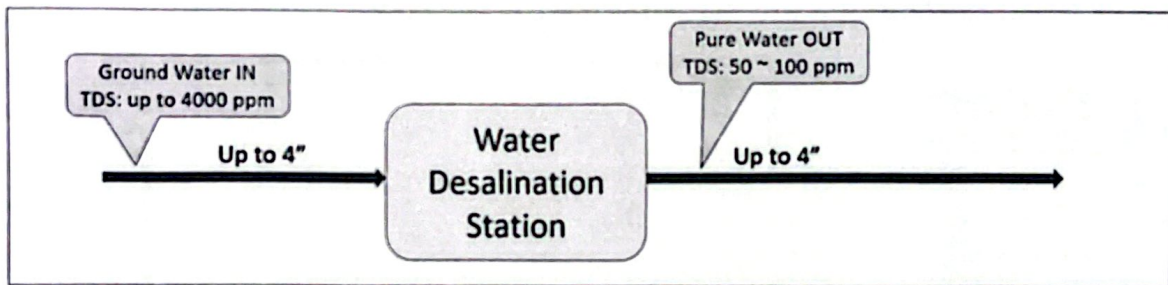 Ground Water IN
TDS: up to 4000 ppm
Up to 4"
Water
Desalination
Station
Pure Water OUT
TDS: 50 ~ 100 ppm
Up to 4"